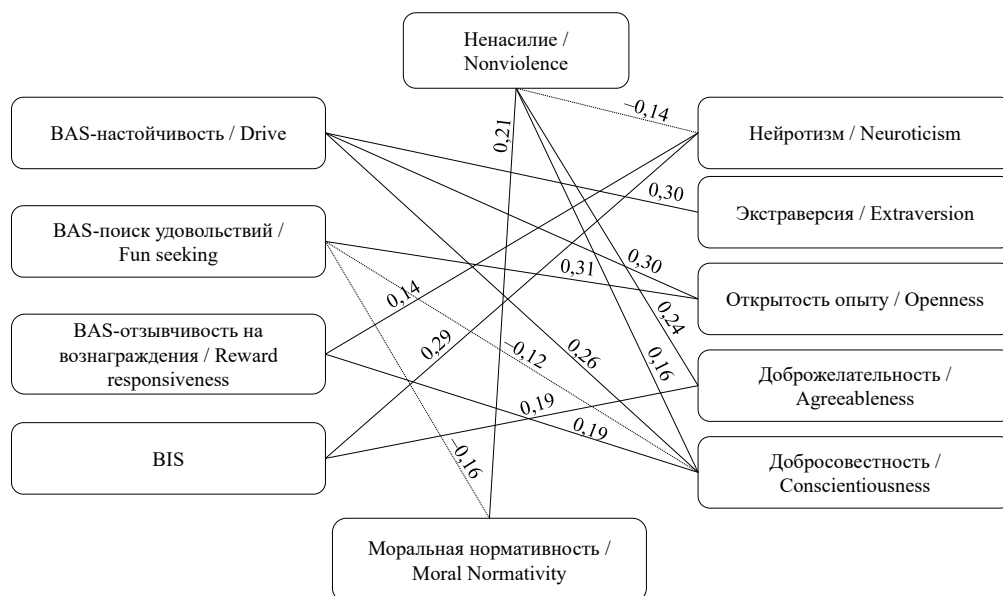 Ненасилие /
Nonviolence
BAS-настойчивость / Drive
−0,14
Нейротизм / Neuroticism
0,21
0,30
Экстраверсия / Extraversion
BAS-поиск удовольствий /
Fun seeking
0,31
0,30
Открытость опыту / Openness
0,14
BAS-отзывчивость на
вознаграждения / Reward
responsiveness
0,29
−0,12
0,26
0,24
0,16
Доброжелательность /
Agreeableness
0,19
0,19
BIS
−0,16
Добросовестность /
Conscientiousness
Моральная нормативность /
Moral Normativity